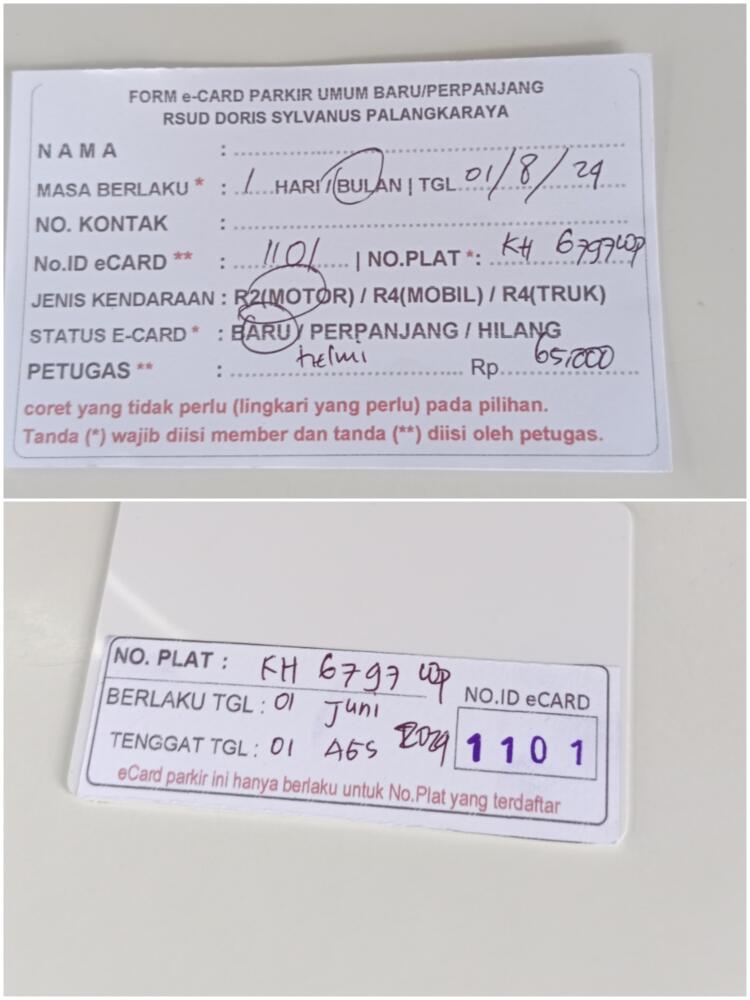 FORM e-CARD PARKIR UMUM BARU/PERPANJANG
RSUD DORIS SYLVANUS PALANGKARAYA
NAMA :
MASA BERLAKU * : 1 HARI / BULAN | TGL 01/8/24
NO. KONTAK :
No.ID eCARD ** : 1101 | NO.PLAT *: KH 6797 WP
JENIS KENDARAAN : R2(MOTOR) / R4(MOBIL) / R4(TRUK)
STATUS E-CARD * : BARU / PERPANJANG / HILANG
PETUGAS ** : helmi Rp. 65.000
coret yang tidak perlu (lingkari yang perlu) pada pilihan.
Tanda (*) wajib diisi member dan tanda (**) diisi oleh petugas.
NO. PLAT : KH 6797 WP
BERLAKU TGL : 01 Juni
TENGGAT TGL : 01 AGS 2024
NO.ID eCARD
1101
eCard parkir ini hanya berlaku untuk No.Plat yang terdaftar